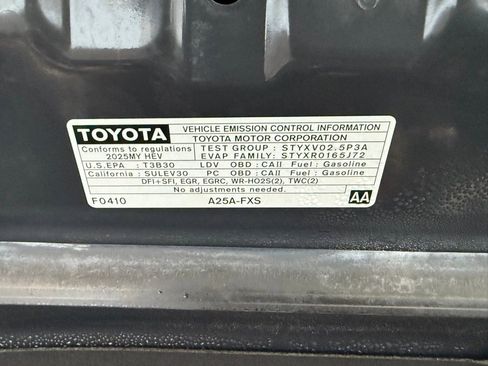 TOYOTA
VEHICLE EMISSION CONTROL INFORMATION
TOYOTA MOTOR CORPORATION
Conforms to regulations
2025MY HEV
TEST GROUP : STYXV02.5P3A
EVAP FAMILY: STYXR0165J72
U.S.EPA : T3B30 LDV OBD : CAⅡ Fuel : Gasoline
California : SULEV30 PC OBD : CAⅡ Fuel : Gasoline
DFI+SFI, EGR, EGRC, WR-HO2S(2), TWC(2)
No adjustments needed.
F0410 A25A-FXS AA